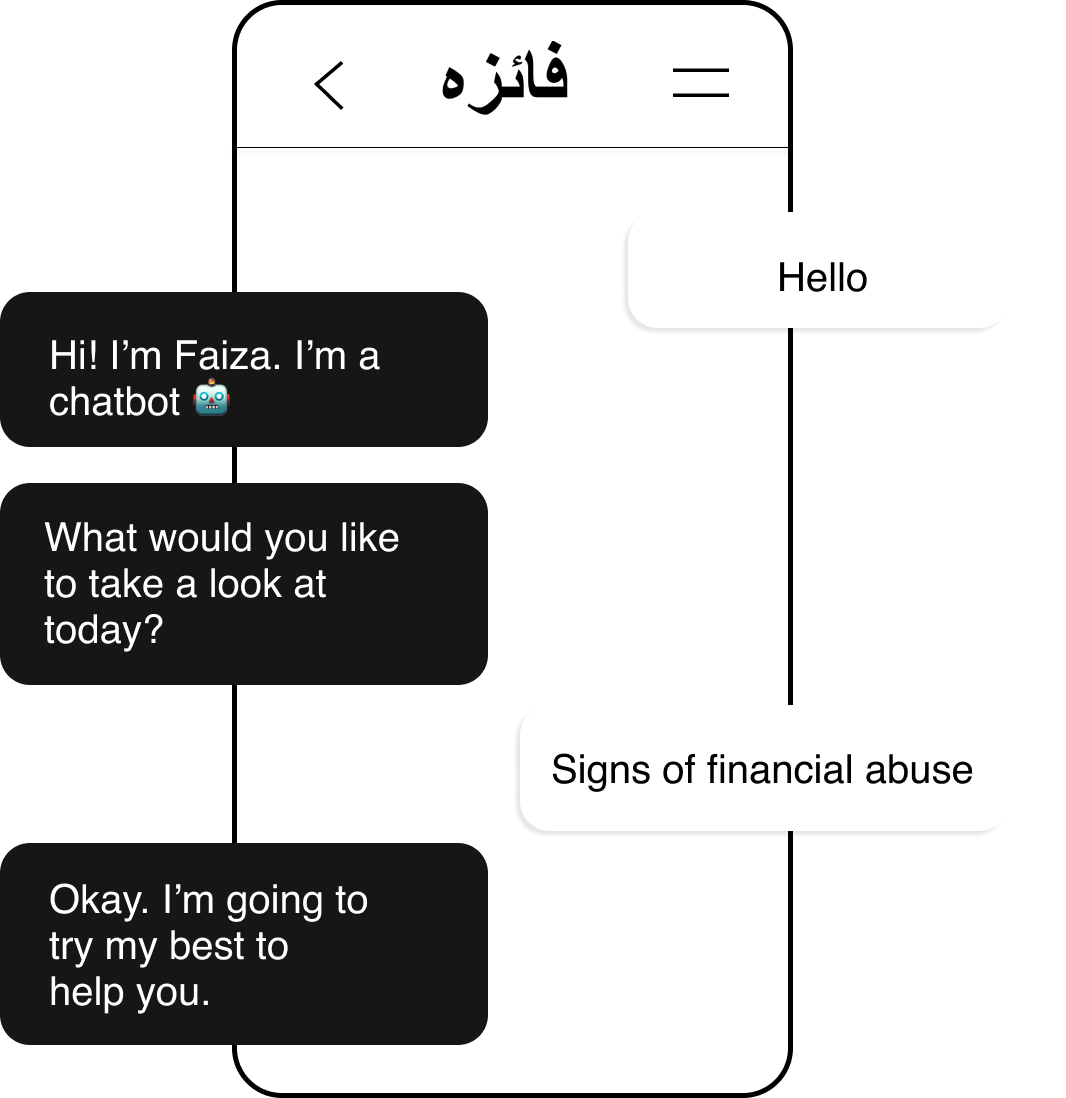 فائزه
Hello
Hi! I’m Faiza. I’m a
chatbot 🤖
What would you like
to take a look at
today?
Signs of financial abuse
Okay. I’m going to
try my best to
help you.